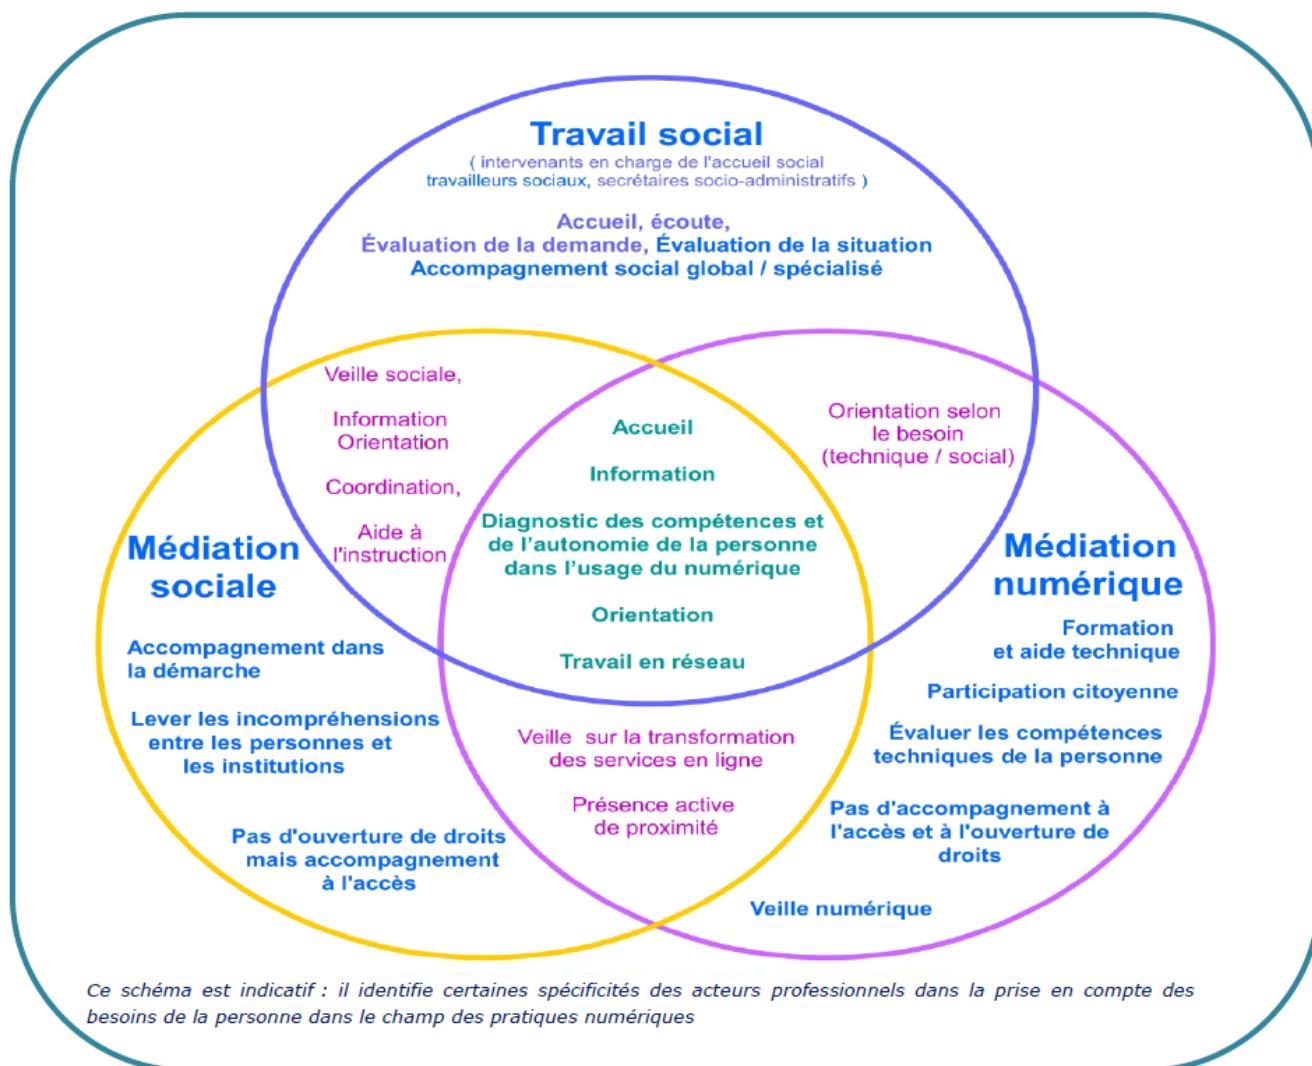 Travail social
( intervenants en charge de l'accueil social
travailleurs sociaux, secrétaires socio-administratifs )
Accueil, écoute,
Évaluation de la demande, Évaluation de la situation
Accompagnement social global / spécialisé
Veille sociale,
Information
Orientation
Coordination,
Aide à
l'instruction
Accueil
Information
Diagnostic des compétences et
de l’autonomie de la personne
dans l’usage du numérique
Orientation
Travail en réseau
Orientation selon
le besoin
(technique / social)
Médiation
sociale
Accompagnement dans
la démarche
Lever les incompréhensions
entre les personnes et
les institutions
Pas d'ouverture de droits
mais accompagnement
à l'accès
Veille sur la transformation
des services en ligne
Présence active
de proximité
Médiation
numérique
Formation
et aide technique
Participation citoyenne
Évaluer les compétences
techniques de la personne
Pas d'accompagnement à
l'accès et à l'ouverture de
droits
Veille numérique
Ce schéma est indicatif : il identifie certaines spécificités des acteurs professionnels dans la prise en compte des
besoins de la personne dans le champ des pratiques numériques